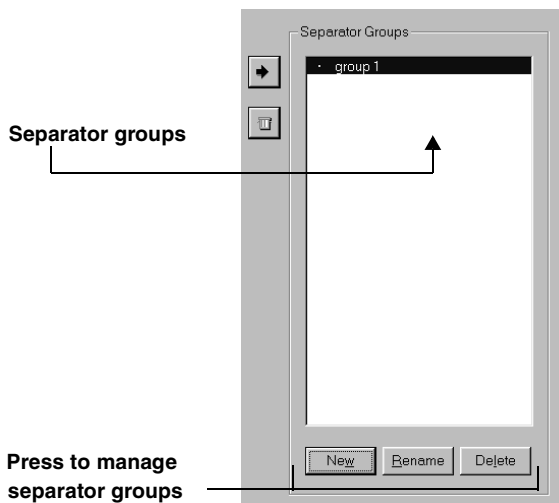 Separator Groups
· group 1
Separator groups
New Rename Delete
Press to manage
separator groups